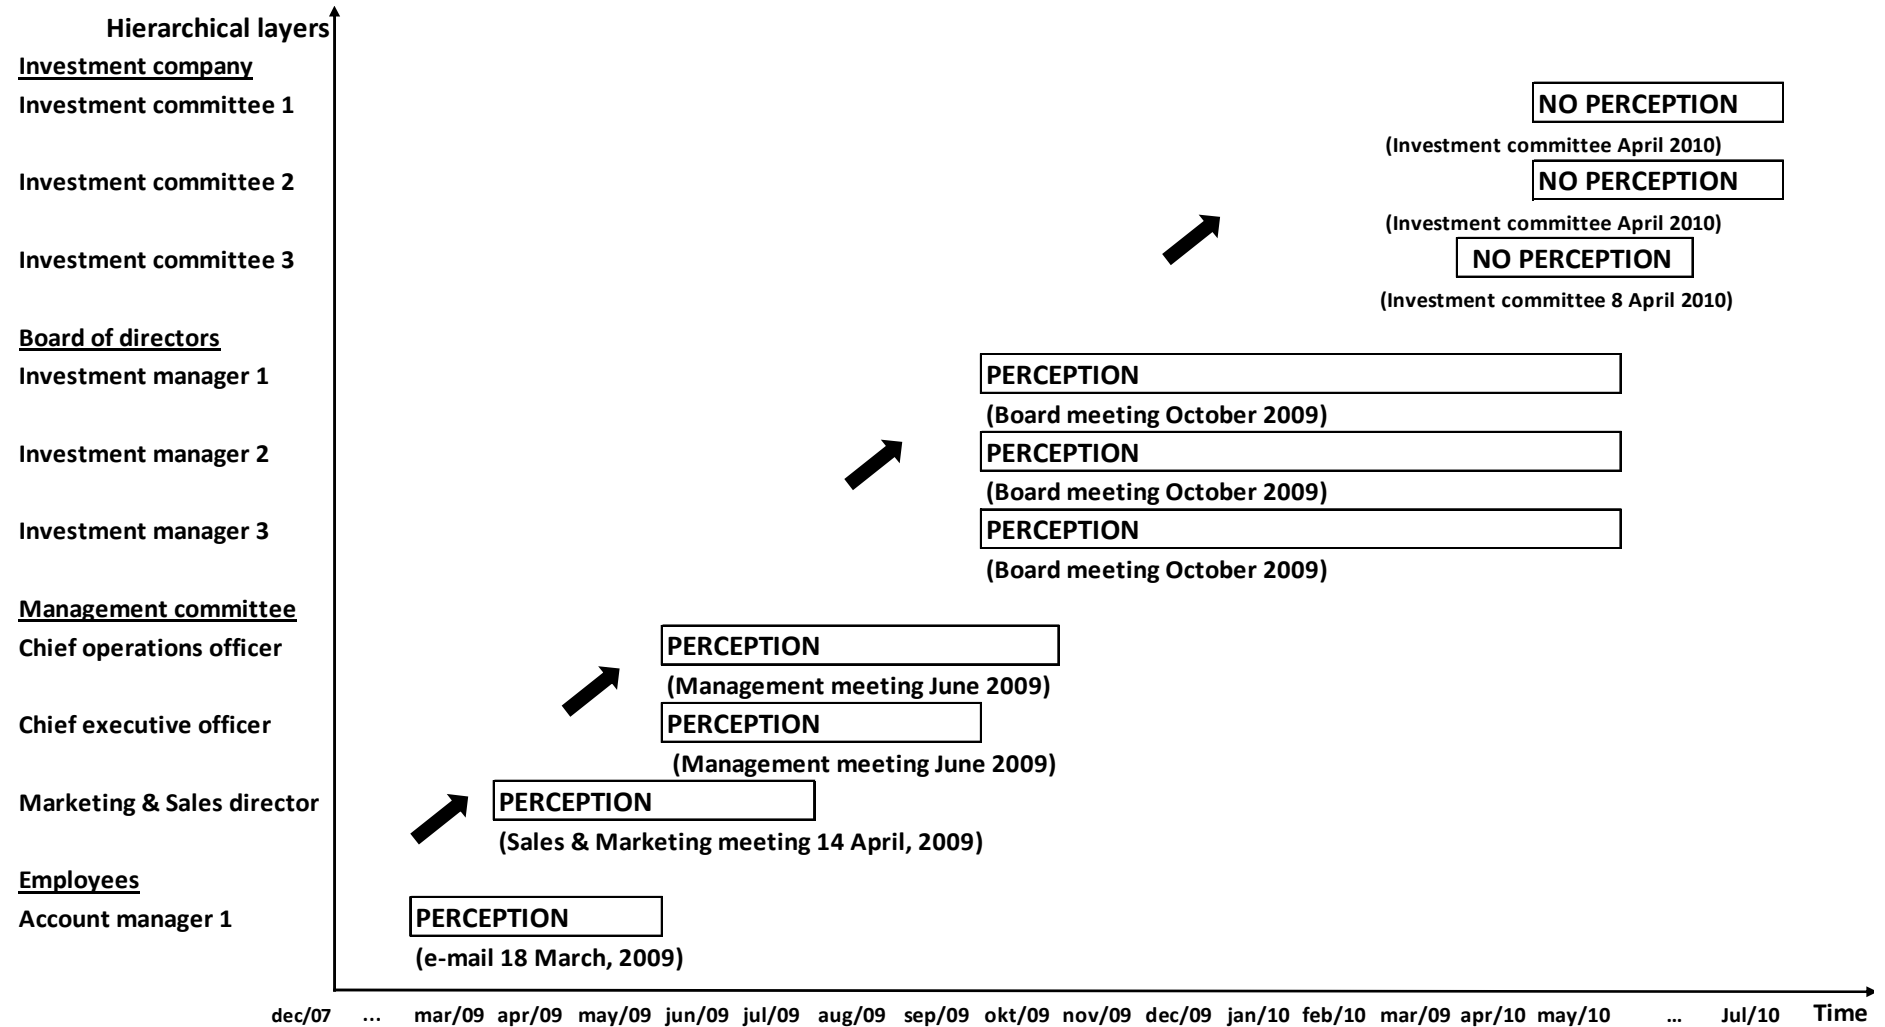 Hierarchical layers
Investment company
Investment committee 1
NO PERCEPTION
(Investment committee April 2010)
Investment committee 2
NO PERCEPTION
(Investment committee April 2010)
Investment committee 3
NO PERCEPTION
(Investment committee 8 April 2010)
Board of directors
Investment manager 1
PERCEPTION
(Board meeting October 2009)
Investment manager 2
PERCEPTION
(Board meeting October 2009)
Investment manager 3
PERCEPTION
(Board meeting October 2009)
Management committee
Chief operations officer
PERCEPTION
(Management meeting June 2009)
Chief executive officer
PERCEPTION
(Management meeting June 2009)
Marketing & Sales director
PERCEPTION
(Sales & Marketing meeting 14 April, 2009)
Employees
Account manager 1
PERCEPTION
(e-mail 18 March, 2009)
dec/07 ... mar/09 apr/09 may/09 jun/09 jul/09 aug/09 sep/09 okt/09 nov/09 dec/09 jan/10 feb/10 mar/09 apr/10 may/10 ... Jul/10 Time